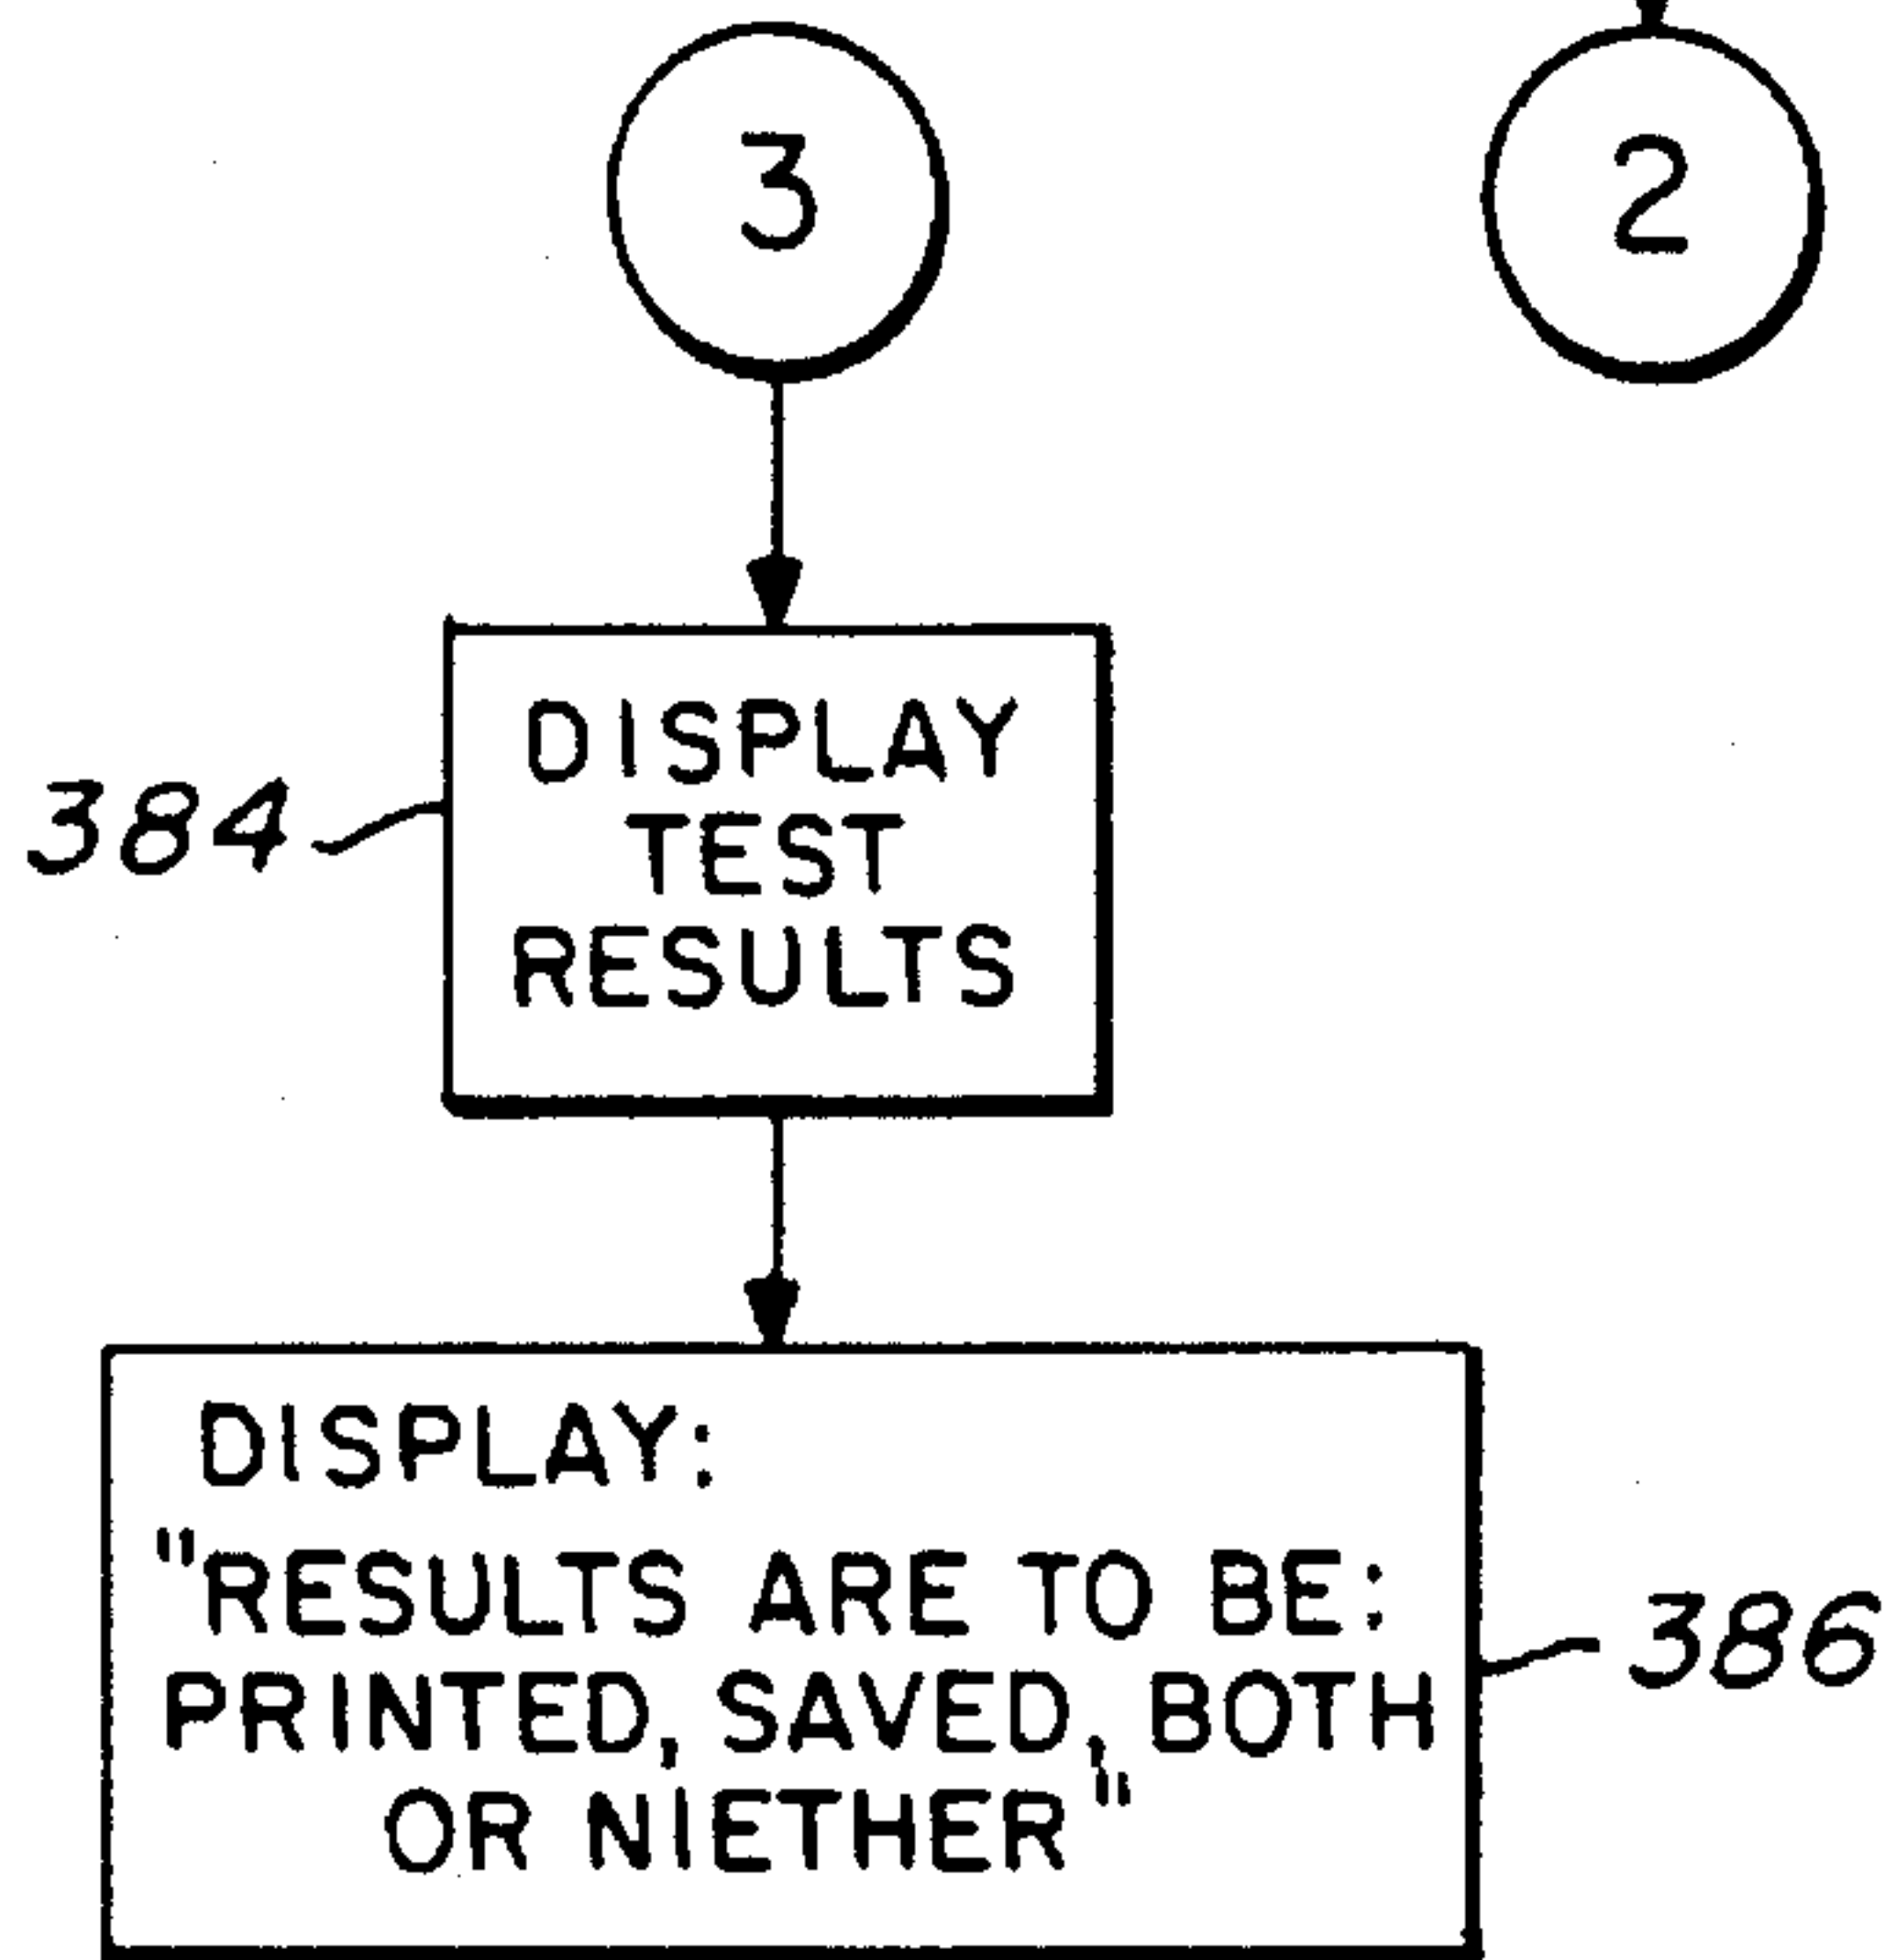 3
2
DISPLAY
TEST
RESULTS
384
DISPLAY:
"RESULTS ARE TO BE:
PRINTED, SAVED, BOTH
OR NIETHER"
386